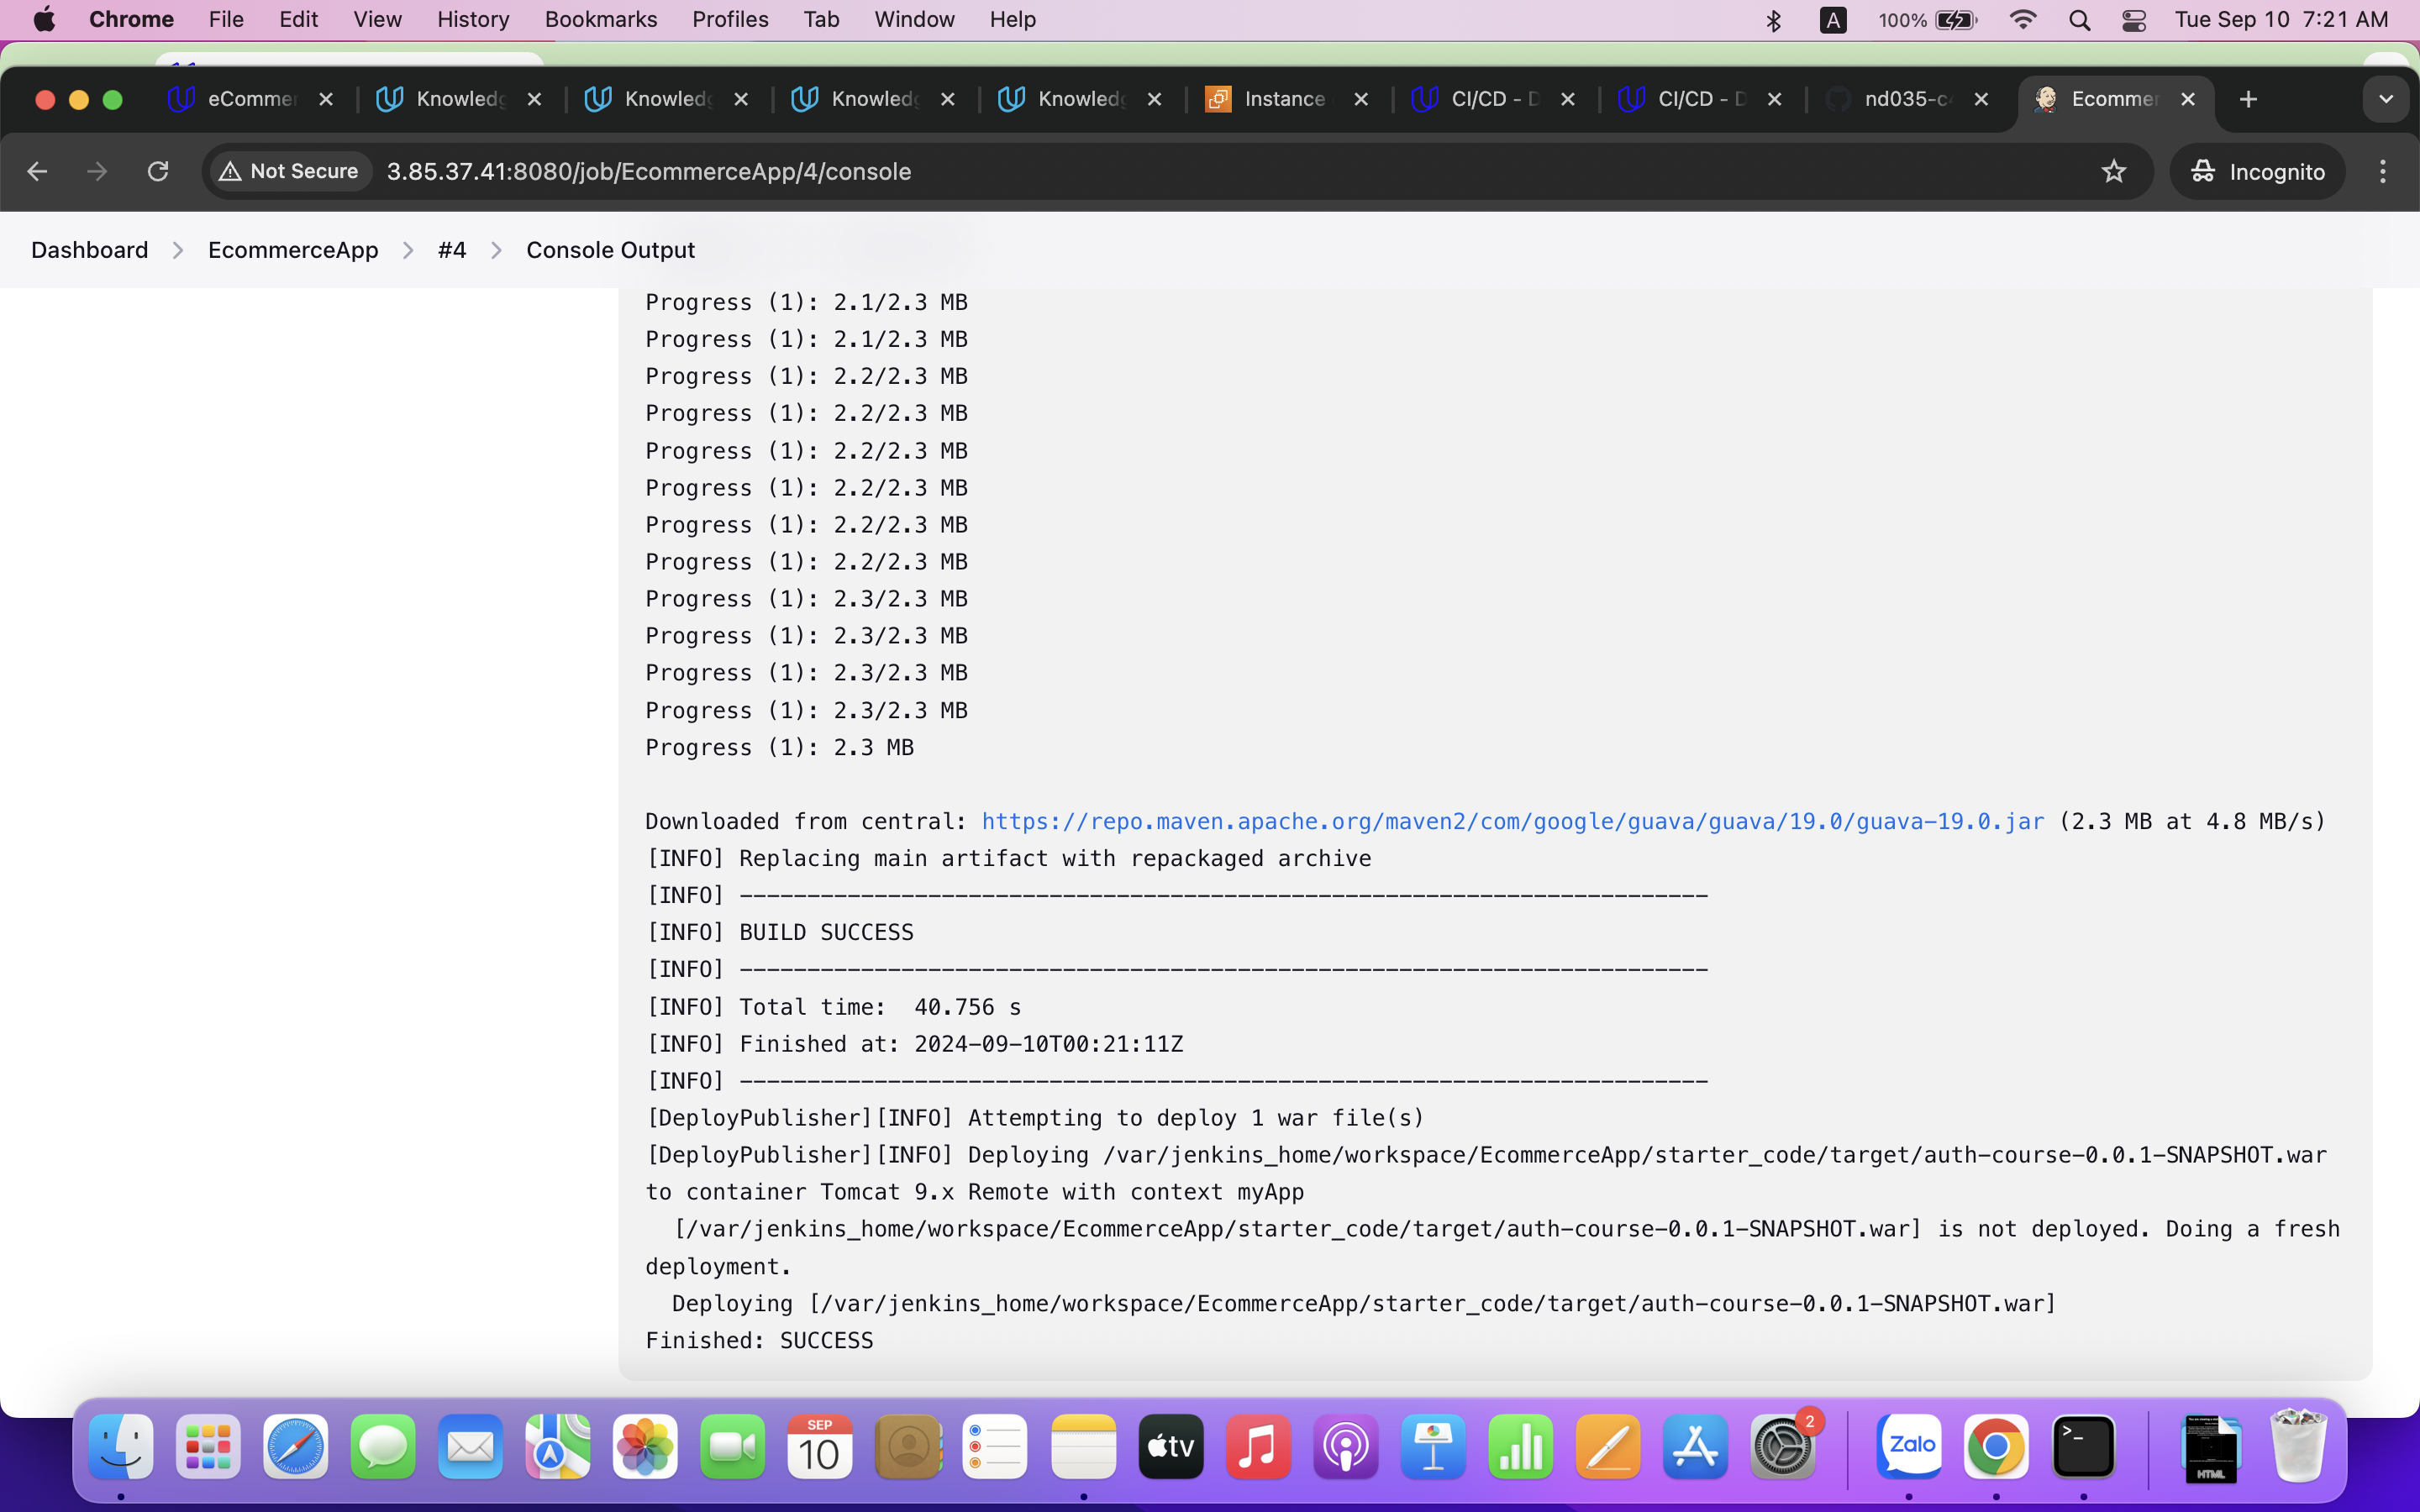 Chrome File Edit View History Bookmarks Profiles Tab Window Help A 100% Tue Sep 10 7:21 AM
eCommer Knowledg Knowledg Knowledg Knowledg Instance CI/CD - D CI/CD - D nd035-c4 Ecommer
Not Secure 3.85.37.41:8080/job/EcommerceApp/4/console Incognito
Dashboard EcommerceApp #4 Console Output
Progress (1): 2.1/2.3 MB
Progress (1): 2.1/2.3 MB
Progress (1): 2.2/2.3 MB
Progress (1): 2.2/2.3 MB
Progress (1): 2.2/2.3 MB
Progress (1): 2.2/2.3 MB
Progress (1): 2.2/2.3 MB
Progress (1): 2.2/2.3 MB
Progress (1): 2.3/2.3 MB
Progress (1): 2.3/2.3 MB
Progress (1): 2.3/2.3 MB
Progress (1): 2.3/2.3 MB
Progress (1): 2.3 MB
Downloaded from central: https://repo.maven.apache.org/maven2/com/google/guava/guava/19.0/guava-19.0.jar (2.3 MB at 4.8 MB/s)
[INFO] Replacing main artifact with repackaged archive
[INFO] ------------------------------------------------------------------------
[INFO] BUILD SUCCESS
[INFO] ------------------------------------------------------------------------
[INFO] Total time:  40.756 s
[INFO] Finished at: 2024-09-10T00:21:11Z
[INFO] ------------------------------------------------------------------------
[DeployPublisher][INFO] Attempting to deploy 1 war file(s)
[DeployPublisher][INFO] Deploying /var/jenkins_home/workspace/EcommerceApp/starter_code/target/auth-course-0.0.1-SNAPSHOT.war
to container Tomcat 9.x Remote with context myApp
[/var/jenkins_home/workspace/EcommerceApp/starter_code/target/auth-course-0.0.1-SNAPSHOT.war] is not deployed. Doing a fresh
deployment.
Deploying [/var/jenkins_home/workspace/EcommerceApp/starter_code/target/auth-course-0.0.1-SNAPSHOT.war]
Finished: SUCCESS
SEP
10
tv
2
Zalo
>_
HTML